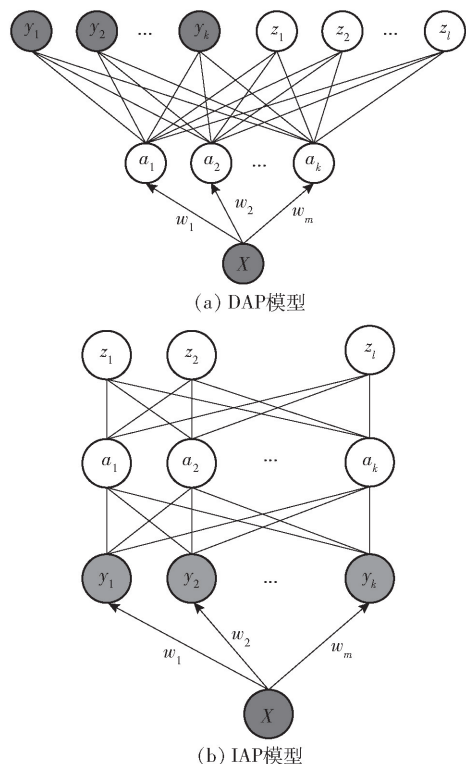 y1 y2 ... yk z1 z2 ... zl
a1 a2 ... ak
w1 w2 wm
X
(a) DAP模型
z1 z2 zl
a1 a2 ... ak
y1 y2 ... yk
w1 w2 wm
X
(b) IAP模型